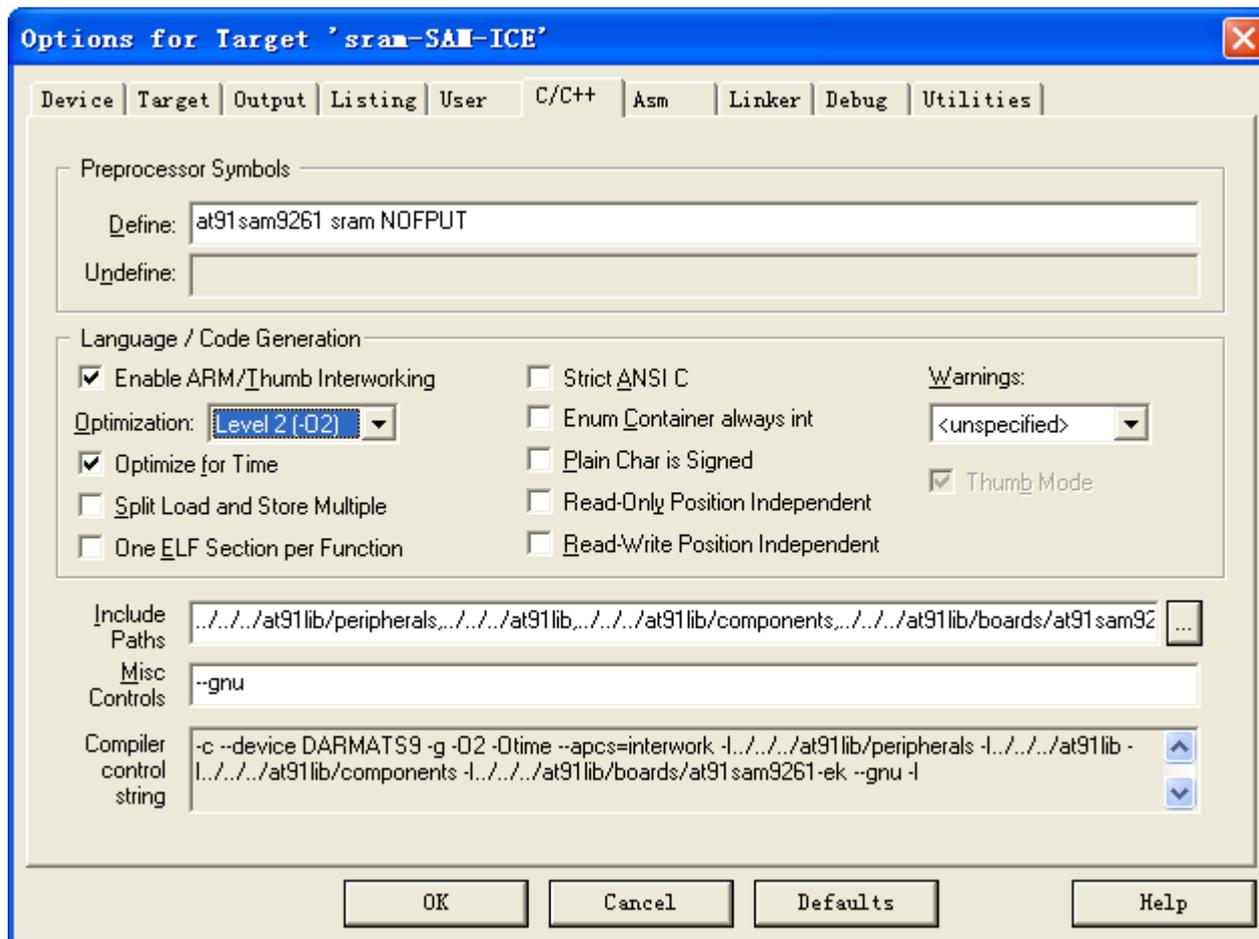 Options for Target 'sram-SAM-ICE'
Device Target Output Listing User C/C++ Asm Linker Debug Utilities
Preprocessor Symbols
Define: at91sam9261 sram NOFPUT
Undefine:
Language / Code Generation
Enable ARM/Thumb Interworking
Optimization: Level 2 (-O2)
Optimize for Time
Split Load and Store Multiple
One ELF Section per Function
Strict ANSI C
Enum Container always int
Plain Char is Signed
Read-Only Position Independent
Read-Write Position Independent
Warnings:
<unspecified>
Thumb Mode
Include Paths
../../../at91lib/peripherals,../../../at91lib,../../../at91lib/components,../../../at91lib/boards/at91sam92
...
Misc Controls
--gnu
Compiler control string
-c --device DARMATS9 -g -O2 -Otime --apcs=interwork -I../../../at91lib/peripherals -I../../../at91lib -
I../../../at91lib/components -I../../../at91lib/boards/at91sam9261-ek --gnu -I
OK Cancel Defaults Help